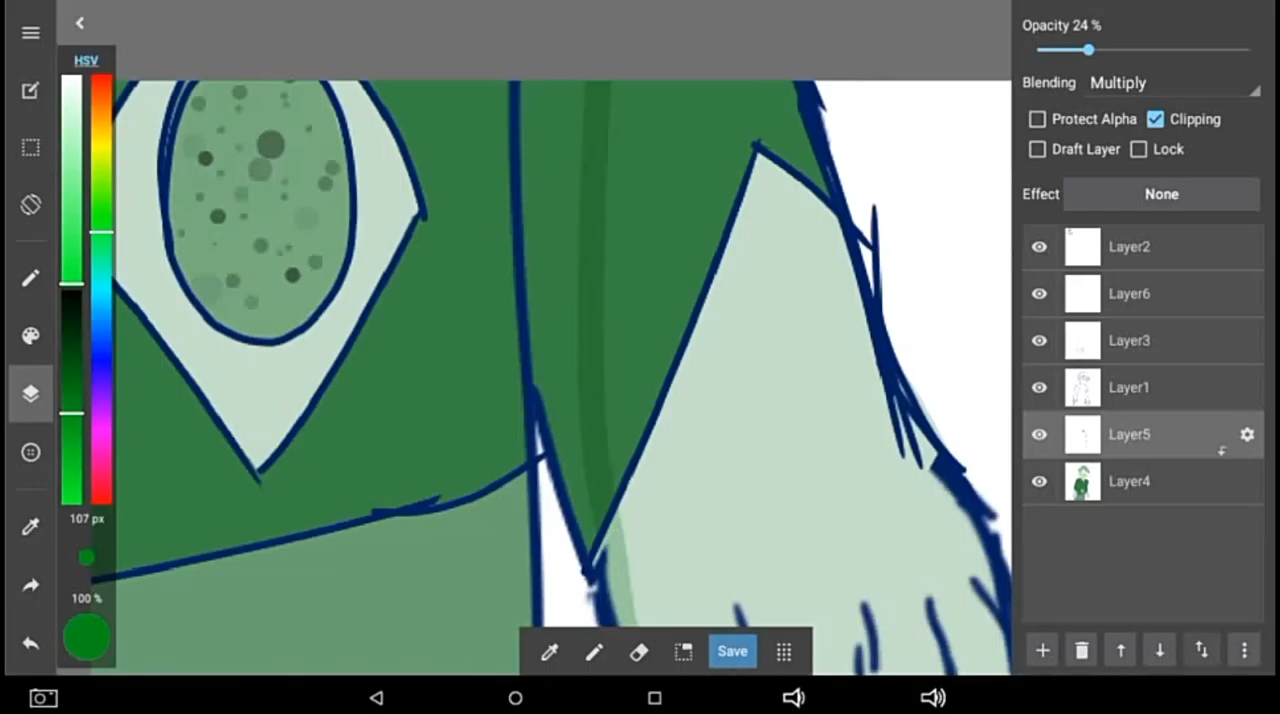 HSV
107 px
100 %
Save
Opacity 24 %
Blending Multiply
Protect Alpha Clipping
Draft Layer Lock
Effect None
Layer2
Layer6
Layer3
Layer1
Layer5
Layer4